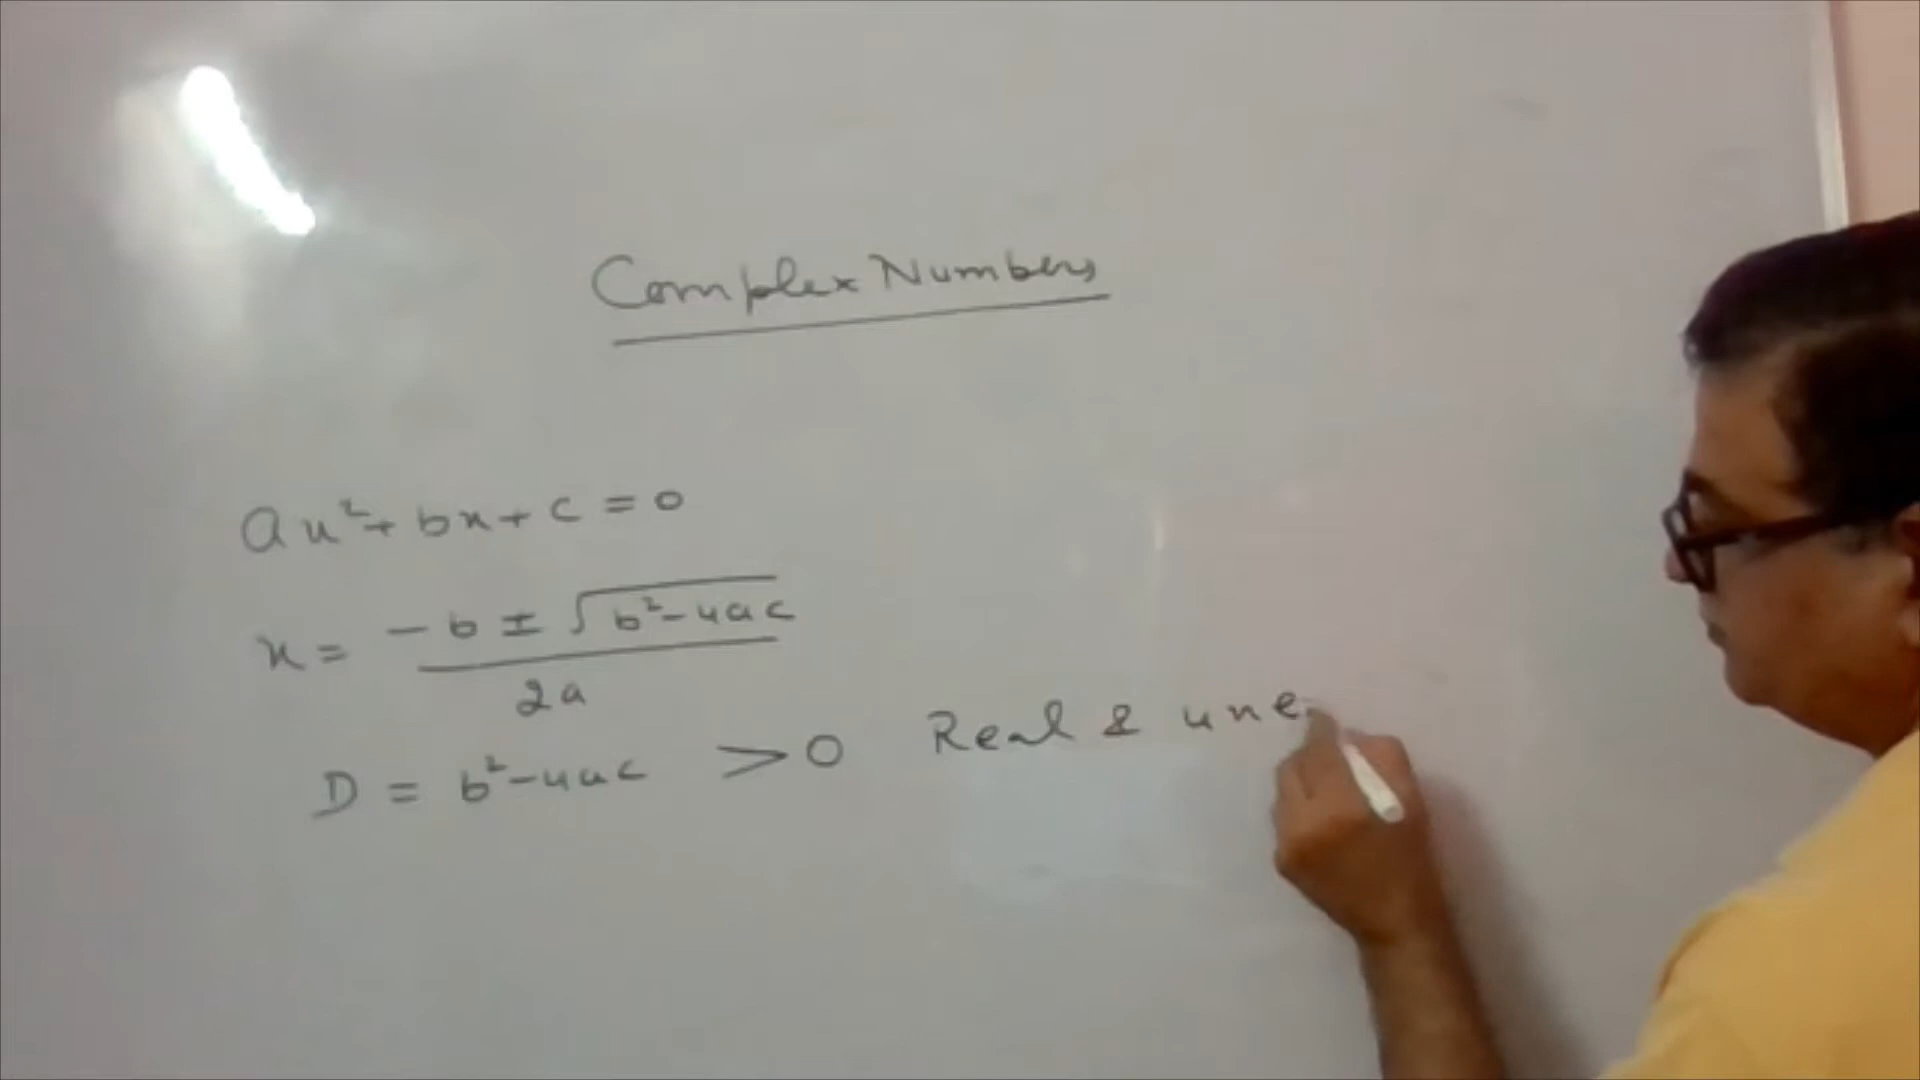 Complex Numbers
ax²+bx+c=0
x = -b ± √b²-4ac
2a
D = b²-4ac >0 Real & une